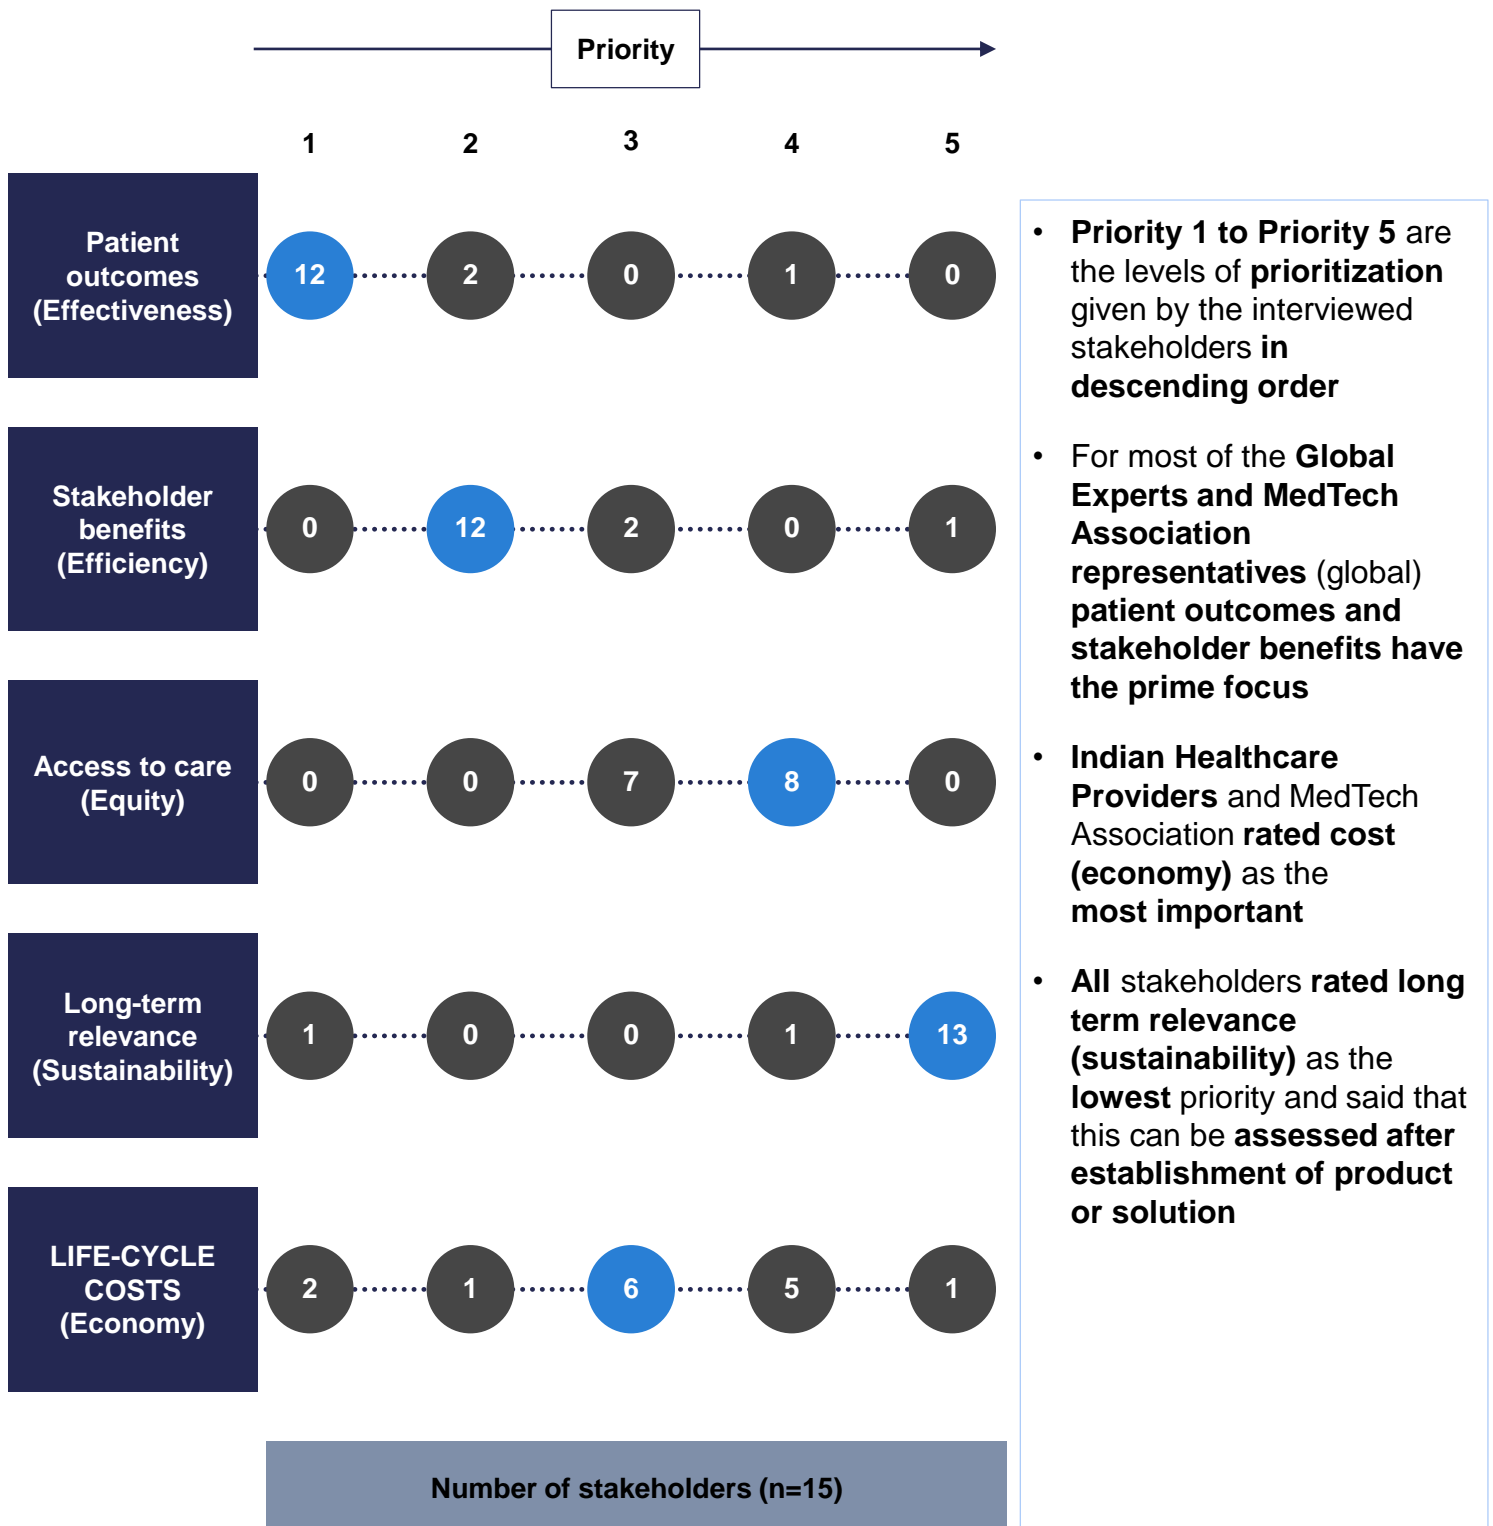 Priority
1 2 3 4 5
Patient
outcomes
(Effectiveness)
12 2 0 1 0
Stakeholder
benefits
(Efficiency)
0 12 2 0 1
Access to care
(Equity)
0 0 7 8 0
Long-term
relevance
(Sustainability)
1 0 0 1 13
LIFE-CYCLE
COSTS
(Economy)
2 1 6 5 1
Number of stakeholders (n=15)
• Priority 1 to Priority 5 are
the levels of prioritization
given by the interviewed
stakeholders in
descending order
• For most of the Global
Experts and MedTech
Association
representatives (global)
patient outcomes and
stakeholder benefits have
the prime focus
• Indian Healthcare
Providers and MedTech
Association rated cost
(economy) as the
most important
• All stakeholders rated long
term relevance
(sustainability) as the
lowest priority and said that
this can be assessed after
establishment of product
or solution